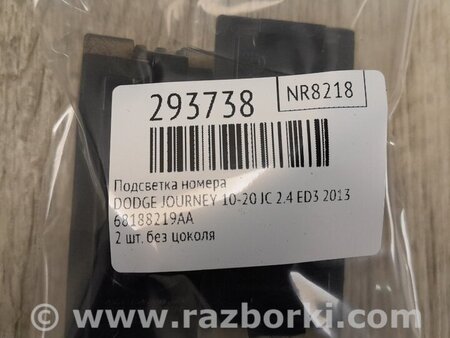 293738
NR8218
Подсветка номера
DODGE JOURNEY 10-20 JC 2.4 ED3 2013
68188219AA
2 шт. без цоколя
www.razborki.com